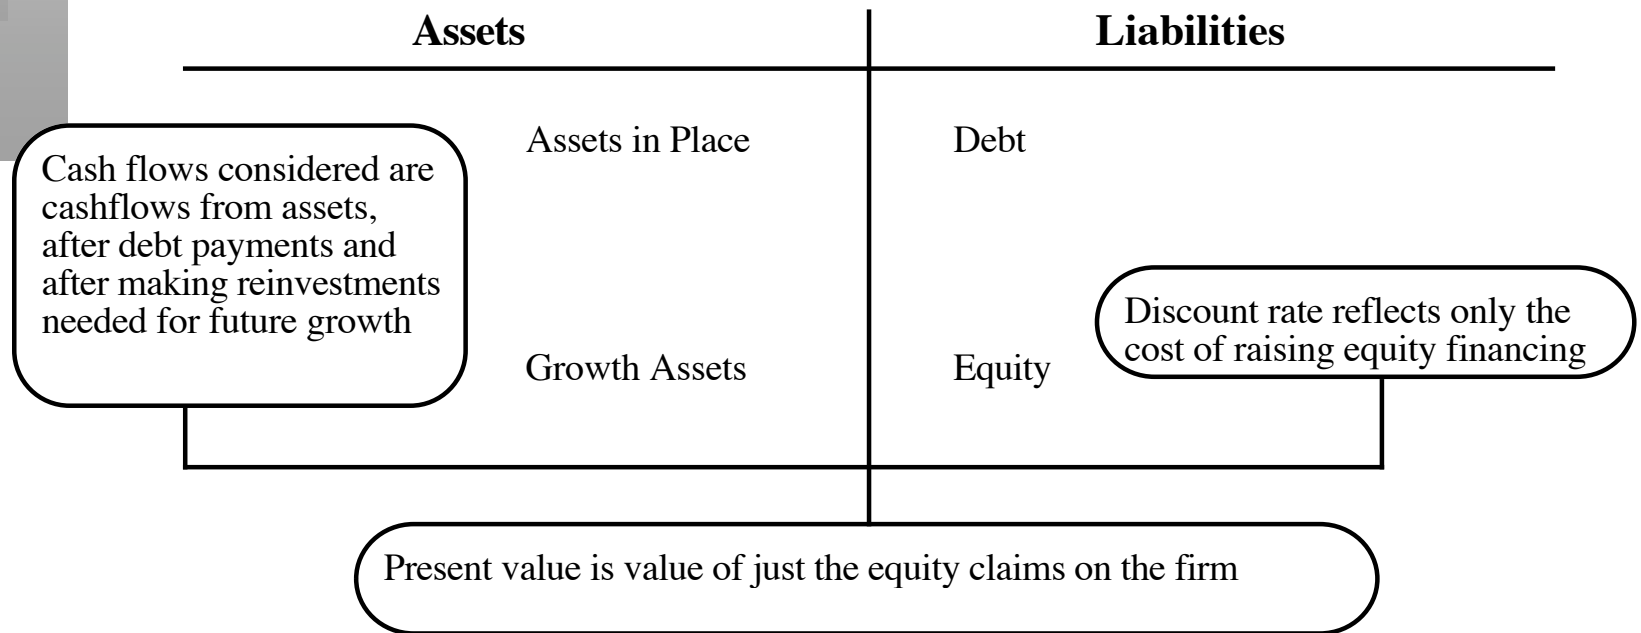 Assets
Liabilities
Assets in Place
Debt
Cash flows considered are
cashflows from assets,
after debt payments and
after making reinvestments
needed for future growth
Growth Assets
Equity
Discount rate reflects only the
cost of raising equity financing
Present value is value of just the equity claims on the firm